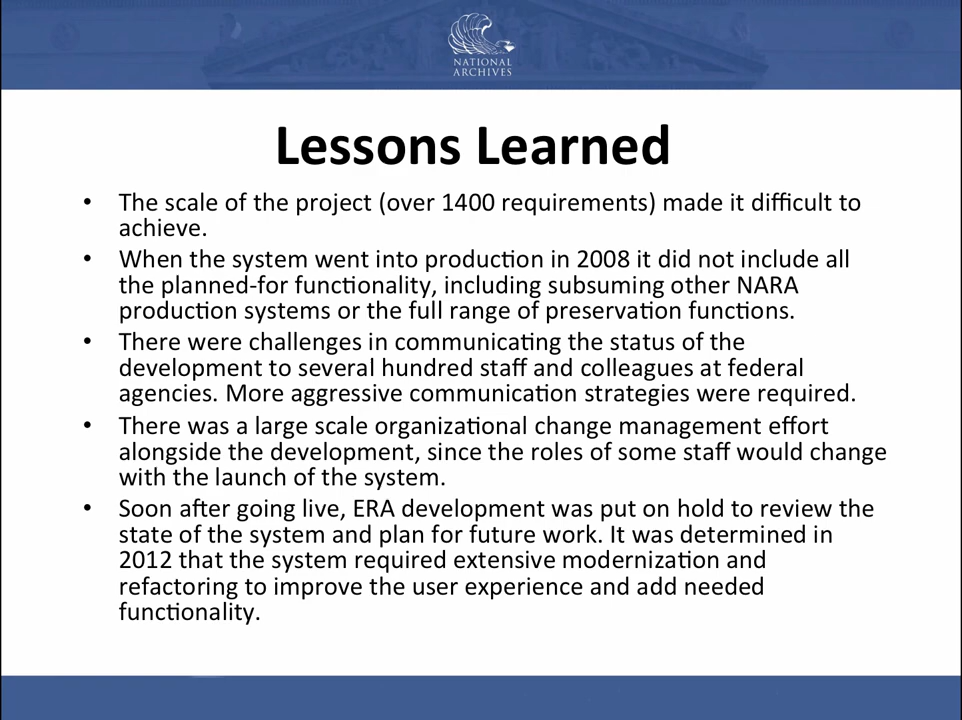 NATIONAL
ARCHIVES
Lessons Learned
• The scale of the project (over 1400 requirements) made it difficult to
achieve.
• When the system went into production in 2008 it did not include all
the planned-for functionality, including subsuming other NARA
production systems or the full range of preservation functions.
• There were challenges in communicating the status of the
development to several hundred staff and colleagues at federal
agencies. More aggressive communication strategies were required.
• There was a large scale organizational change management effort
alongside the development, since the roles of some staff would change
with the launch of the system.
• Soon after going live, ERA development was put on hold to review the
state of the system and plan for future work. It was determined in
2012 that the system required extensive modernization and
refactoring to improve the user experience and add needed
functionality.